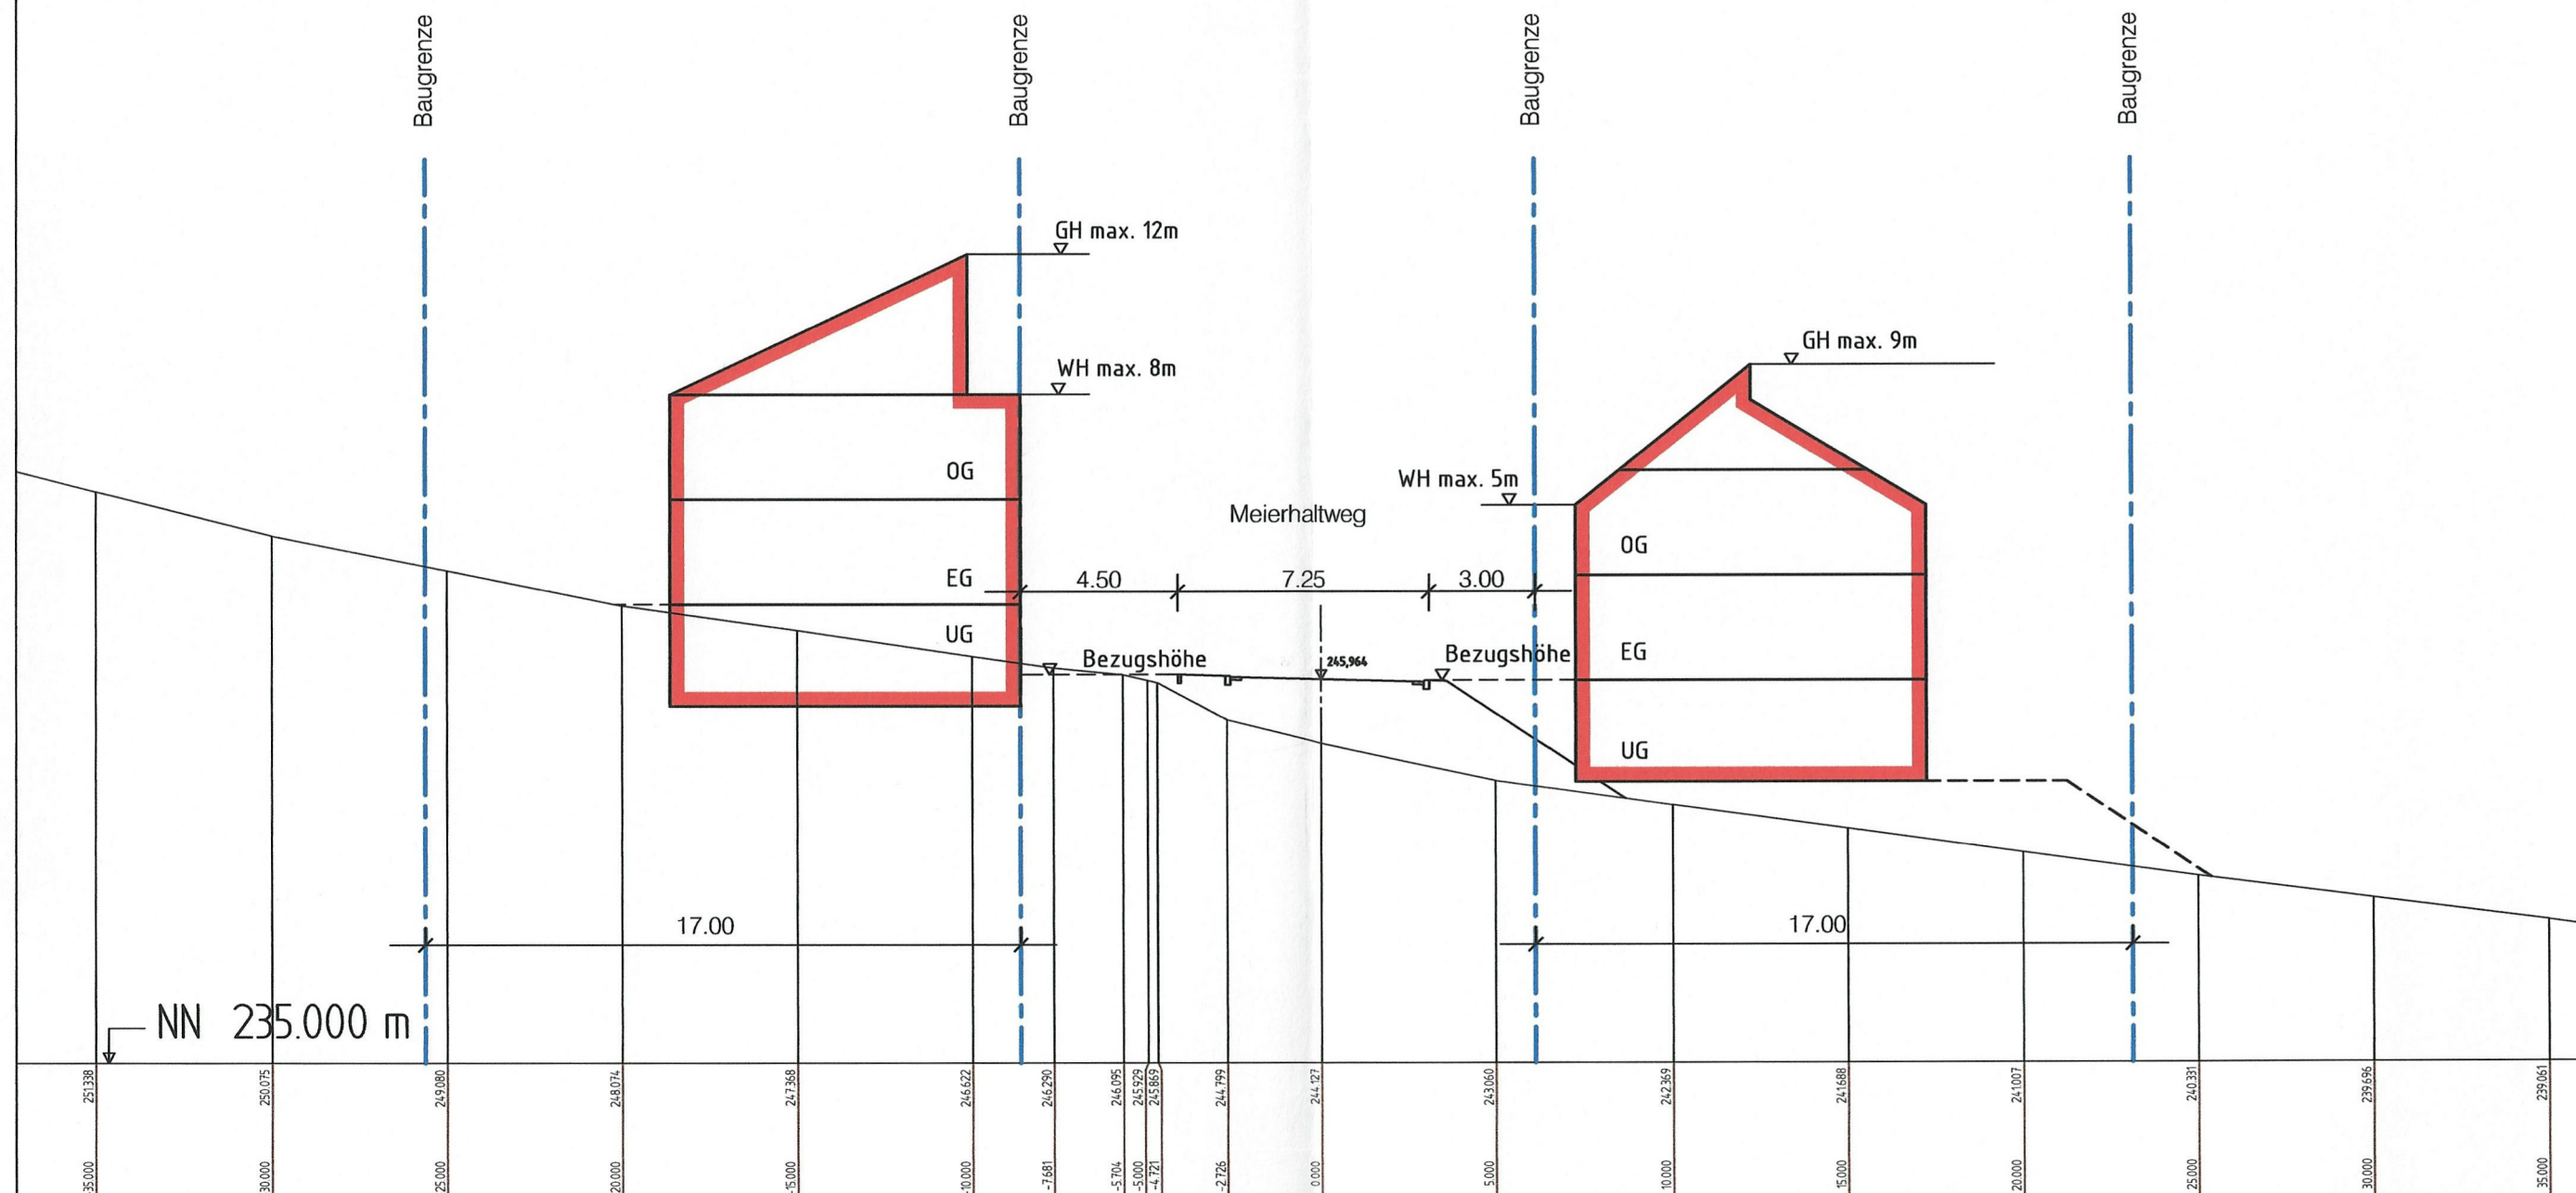 Baugrenze
Baugrenze
Baugrenze
Baugrenze
GH max. 12m
WH max. 8m
GH max. 9m
WH max. 5m
Meierhaltweg
OG
EG
UG
4.50
7.25
3.00
Bezugshöhe
245,964
Bezugshöhe
OG
EG
UG
17.00
17.00
NN 235.000 m
251.338
250.075
249.080
248.074
247.368
246.622
246.290
246.095
245.929
245.869
244.799
244.127
243.060
242.369
241.688
241.007
240.331
239.696
239.061
35.000
30.000
25.000
20.000
-15.000
-10.000
-7.681
-5.704
-5.000
-4.721
-2.726
0.000
5.000
10.000
15.000
20.000
25.000
30.000
35.000